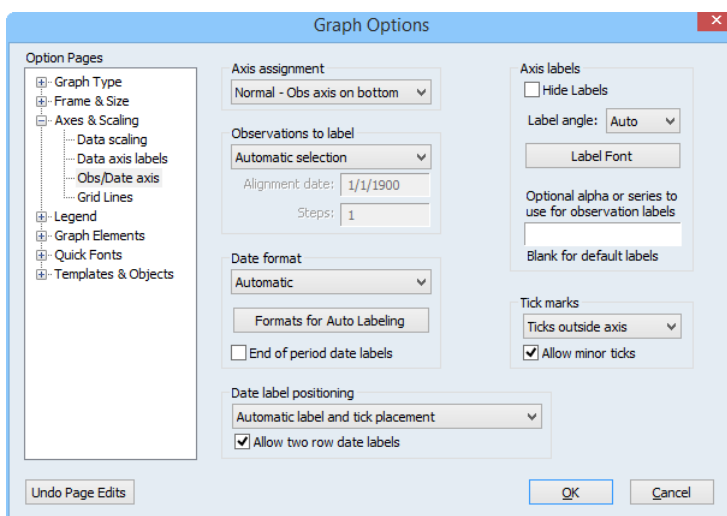 Graph Options
Option Pages
Graph Type
Frame & Size
Axes & Scaling
Data scaling
Data axis labels
Obs/Date axis
Grid Lines
Legend
Graph Elements
Quick Fonts
Templates & Objects
Axis assignment
Normal - Obs axis on bottom
Observations to label
Automatic selection
Alignment date: 1/1/1900
Steps: 1
Date format
Automatic
Formats for Auto Labeling
End of period date labels
Date label positioning
Automatic label and tick placement
Allow two row date labels
Axis labels
Hide Labels
Label angle: Auto
Label Font
Optional alpha or series to
use for observation labels
Blank for default labels
Tick marks
Ticks outside axis
Allow minor ticks
Undo Page Edits
OK
Cancel